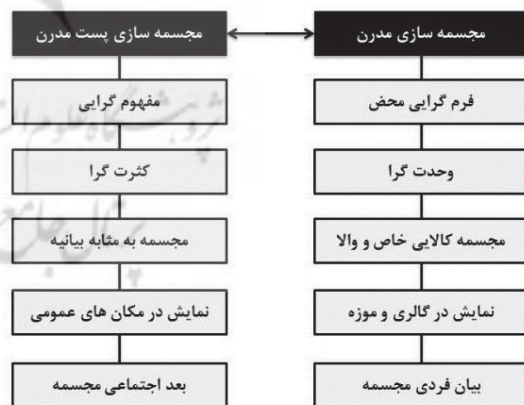 مجسمه سازی مدرن
مجسمه سازی پست مدرن
فرم گرایی محض
مفهوم گرایی
وحدت گرا
کثرت گرا
مجسمه کالایی خاص و والا
مجسمه به مثابه بیانیه
نمایش در گالری و موزه
نمایش در مکان های عمومی
بیان فردی مجسمه
بعد اجتماعی مجسمه